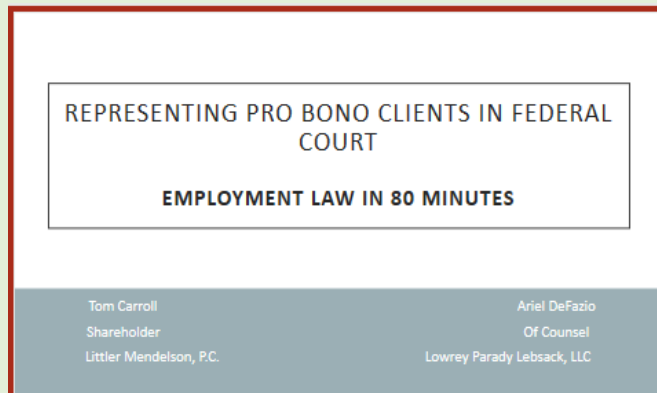 REPRESENTING PRO BONO CLIENTS IN FEDERAL
COURT
EMPLOYMENT LAW IN 80 MINUTES
Tom Carroll
Shareholder
Littler Mendelson, P.C.
Ariel DeFazio
Of Counsel
Lowrey Parady Lebsack, LLC